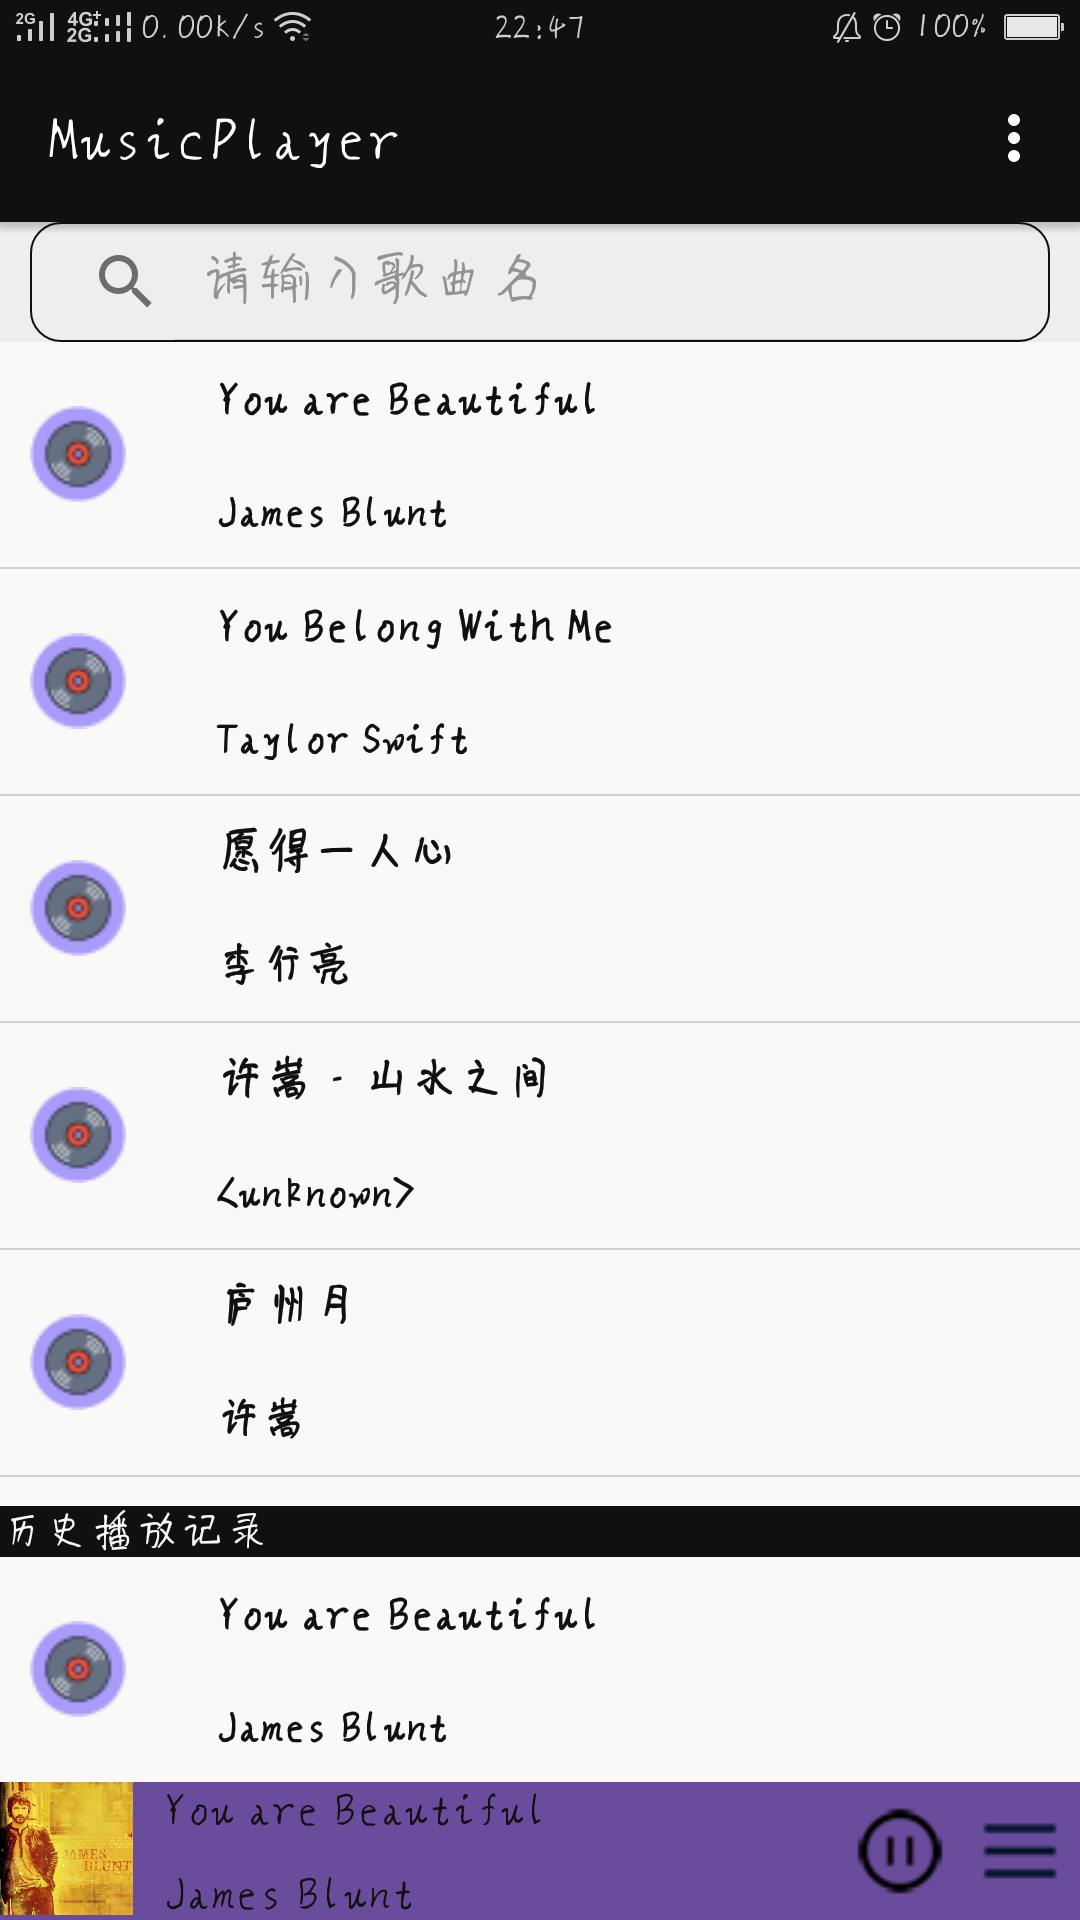 2G 4G+ 2G 0.00K/s 22:47 100%
MusicPlayer
请输入歌曲名
You are Beautiful
James Blunt
You Belong With Me
Taylor Swift
愿得一人心
李行亮
许嵩 - 山水之间
<unknown>
庐州月
许嵩
历史播放记录
You are Beautiful
James Blunt
You are Beautiful
JAMES
BLUNT
James Blunt